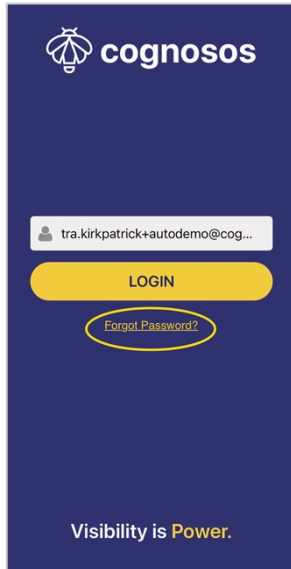 cognosos
tra.kirkpatrick+autodemo@cog...
LOGIN
Forgot Password?
Visibility is Power.